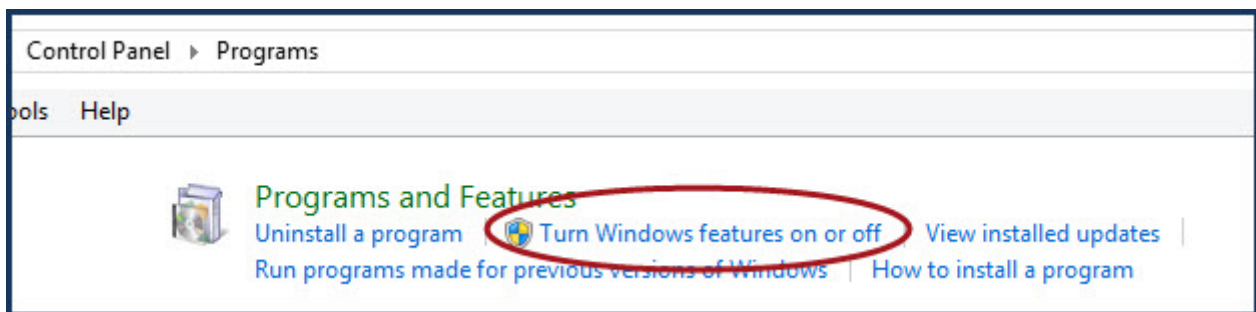 Control Panel Programs
ools Help
Programs and Features
Uninstall a program Turn Windows features on or off View installed updates
Run programs made for previous versions of Windows How to install a program